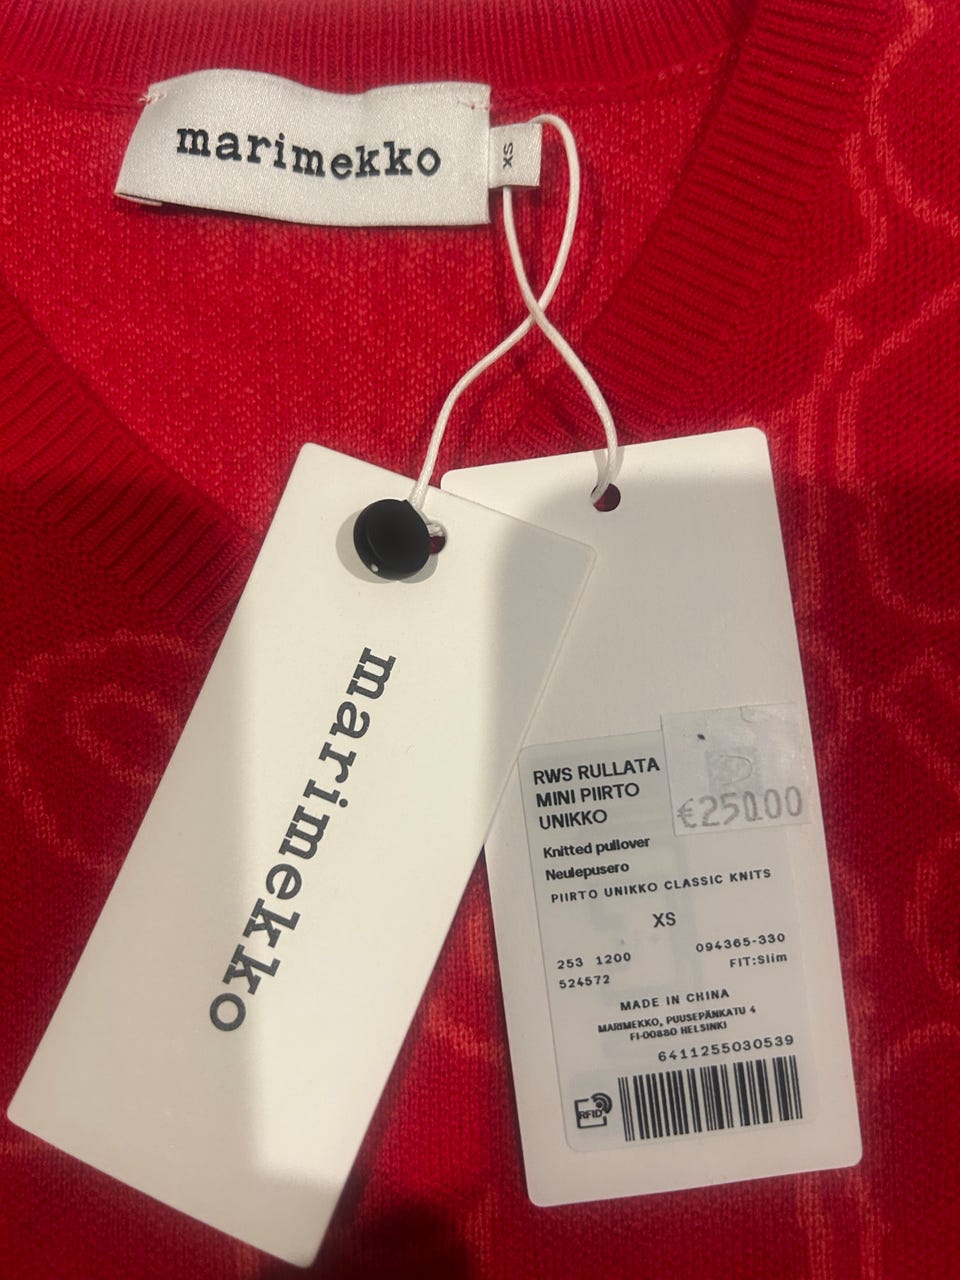 marimekko
XS
marimekko
RWS RULLATA
MINI PIIRTO
UNIKKO
€250.00
Knitted pullover
Neulepusero
PIIRTO UNIKKO CLASSIC KNITS
XS
253 1200 094365-330
524572 FIT:Slim
MADE IN CHINA
MARIMEKKO, PUUSEPÄNKATU 4
FI-00880 HELSINKI
6411255030539
RFID